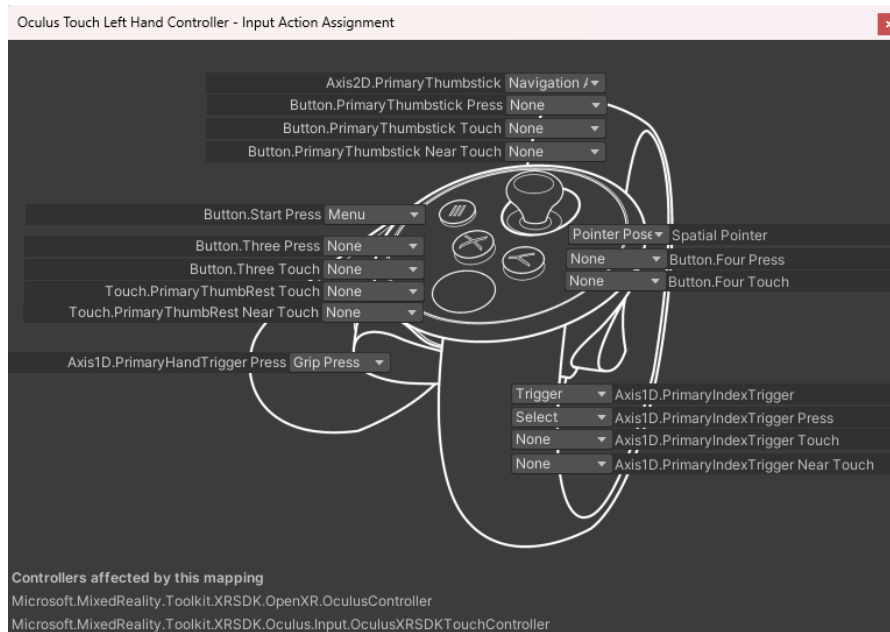 Oculus Touch Left Hand Controller - Input Action Assignment
Axis2D.PrimaryThumbstick Navigation A
Button.PrimaryThumbstick Press None
Button.PrimaryThumbstick Touch None
Button.PrimaryThumbstick Near Touch None
Button.Start Press Menu
Button.Three Press None
Button.Three Touch None
Touch.PrimaryThumbRest Touch None
Touch.PrimaryThumbRest Near Touch None
Pointer Pose Spatial Pointer
None Button.Four Press
None Button.Four Touch
X
Y
Axis1D.PrimaryHandTrigger Press Grip Press
Trigger Axis1D.PrimaryIndexTrigger
Select Axis1D.PrimaryIndexTrigger Press
None Axis1D.PrimaryIndexTrigger Touch
None Axis1D.PrimaryIndexTrigger Near Touch
Controllers affected by this mapping
Microsoft.MixedReality.Toolkit.XRSDK.OpenXR.OculusController
Microsoft.MixedReality.Toolkit.XRSDK.Oculus.Input.OculusXRSDKTouchController